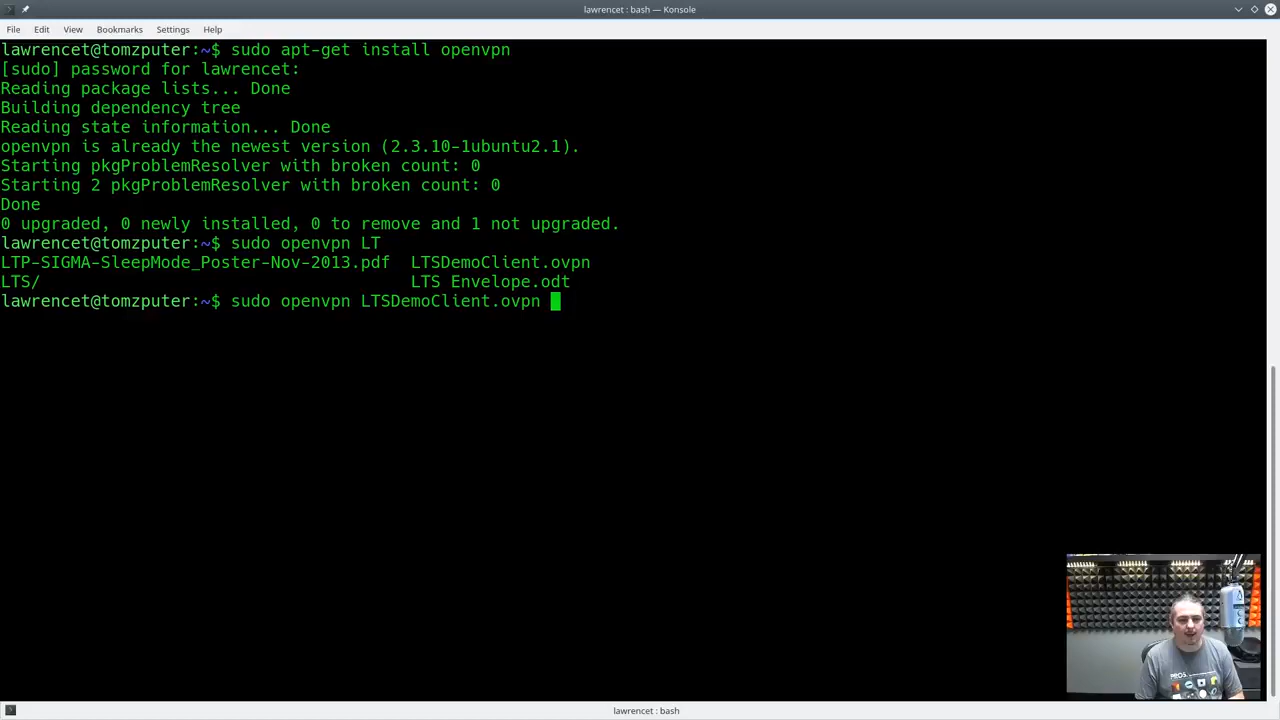 lawrencet : bash — Konsole
File Edit View Bookmarks Settings Help
lawrencet@tomzputer:~$ sudo apt-get install openvpn
[sudo] password for lawrencet:
Reading package lists... Done
Building dependency tree
Reading state information... Done
openvpn is already the newest version (2.3.10-1ubuntu2.1).
Starting pkgProblemResolver with broken count: 0
Starting 2 pkgProblemResolver with broken count: 0
Done
0 upgraded, 0 newly installed, 0 to remove and 1 not upgraded.
lawrencet@tomzputer:~$ sudo openvpn LT
LTP-SIGMA-SleepMode_Poster-Nov-2013.pdf LTSDemoClient.ovpn
LTS/ LTS Envelope.odt
lawrencet@tomzputer:~$ sudo openvpn LTSDemoClient.ovpn
PROS.
lawrencet : bash